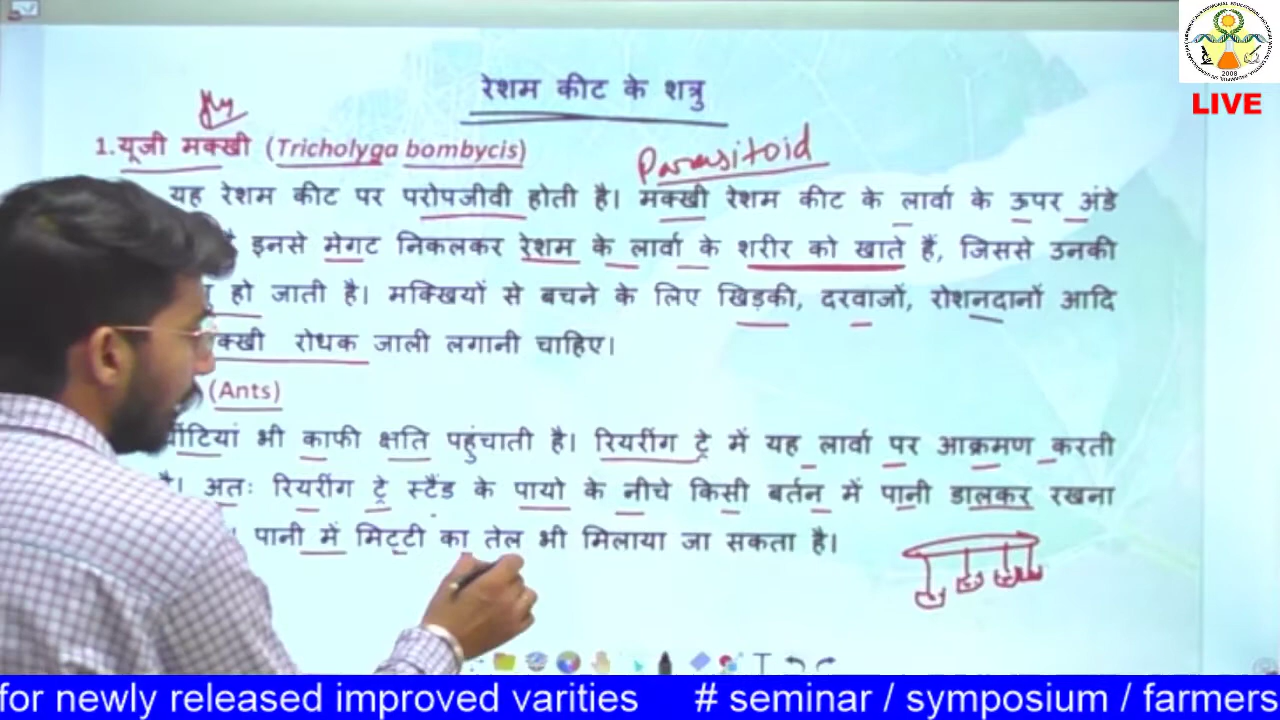 रेशम कीट के शत्रु
fly
1.यूजी मक्खी (Tricholyga bombycis)
Parasitoid
यह रेशम कीट पर परोपजीवी होती है। मक्खी रेशम कीट के लार्वा के ऊपर अंडे
इनसे मेगट निकलकर रेशम के लार्वा के शरीर को खाते हैं, जिससे उनकी
हो जाती है। मक्खियों से बचने के लिए खिड़की, दरवाजों, रोशनदानों आदि
रोधक जाली लगानी चाहिए।
(Ants)
भी काफी क्षति पहुंचाती है। रियरींग ट्रे में यह लार्वा पर आक्रमण करती
अतः रियरींग ट्रे स्टैंड के पायो के नीचे किसी बर्तन में पानी डालकर रखना
पानी में मिट्टी का तेल भी मिलाया जा सकता है।
2008
LIVE
for newly released improved varities # seminar / symposium / farmers